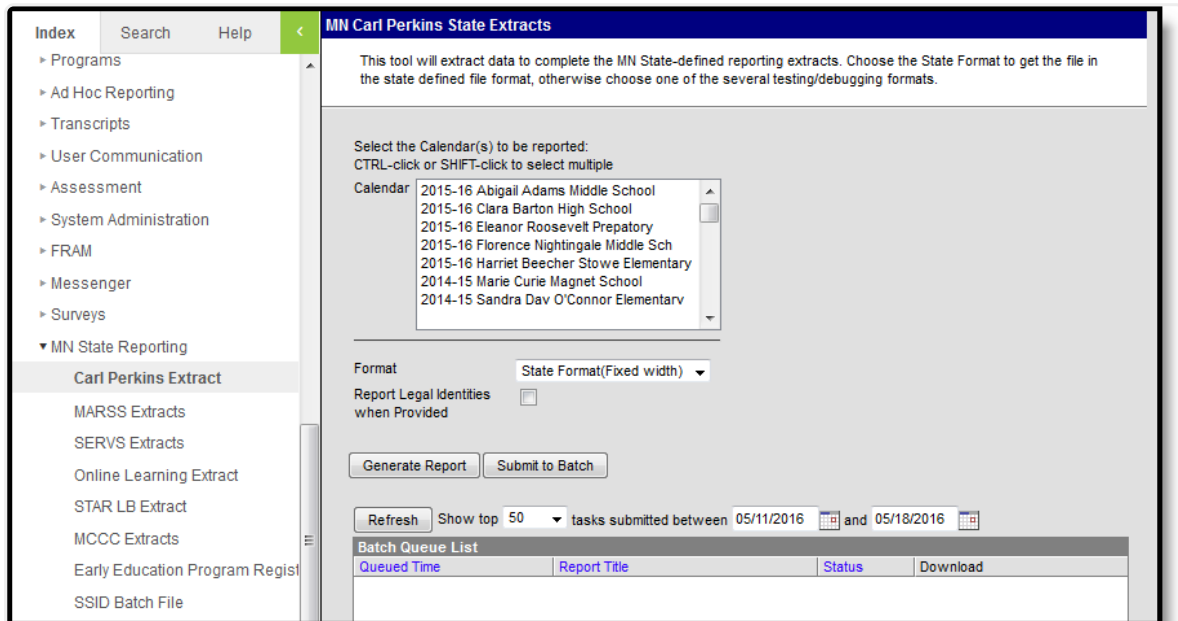 Index Search Help
Programs
Ad Hoc Reporting
Transcripts
User Communication
Assessment
System Administration
FRAM
Messenger
Surveys
MN State Reporting
Carl Perkins Extract
MARSS Extracts
SERVS Extracts
Online Learning Extract
STAR LB Extract
MCCC Extracts
Early Education Program Regist
SSID Batch File
MN Carl Perkins State Extracts
This tool will extract data to complete the MN State-defined reporting extracts. Choose the State Format to get the file in
the state defined file format, otherwise choose one of the several testing/debugging formats.
Select the Calendar(s) to be reported:
CTRL-click or SHIFT-click to select multiple
Calendar
2015-16 Abigail Adams Middle School
2015-16 Clara Barton High School
2015-16 Eleanor Roosevelt Prepatory
2015-16 Florence Nightingale Middle Sch
2015-16 Harriet Beecher Stowe Elementary
2014-15 Marie Curie Magnet School
2014-15 Sandra Day O'Connor Elementary
Format State Format(Fixed width)
Report Legal Identities
when Provided
Generate Report Submit to Batch
Refresh Show top 50 tasks submitted between 05/11/2016 and 05/18/2016
Batch Queue List
Queued Time Report Title Status Download